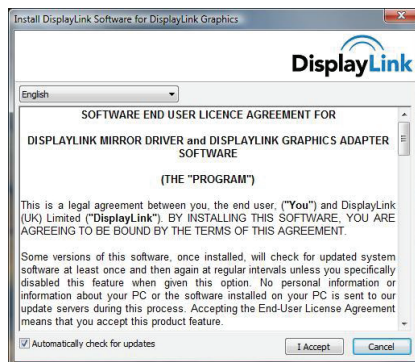 Install DisplayLink Software for DisplayLink Graphics
DisplayLink
English
SOFTWARE END USER LICENCE AGREEMENT FOR
DISPLAYLINK MIRROR DRIVER and DISPLAYLINK GRAPHICS ADAPTER
SOFTWARE
(THE "PROGRAM")
This is a legal agreement between you, the end user, ("You") and DisplayLink
(UK) Limited ("DisplayLink"). BY INSTALLING THIS SOFTWARE, YOU ARE
AGREEING TO BE BOUND BY THE TERMS OF THIS AGREEMENT.
Some versions of this software, once installed, will check for updated system
software at least once and then again at regular intervals unless you specifically
disabled this feature when given this option. No personal information or
information about your PC or the software installed on your PC is sent to our
update servers during this process. Accepting the End-User License Agreement
means that you accept this product feature.
Automatically check for updates
I Accept
Cancel